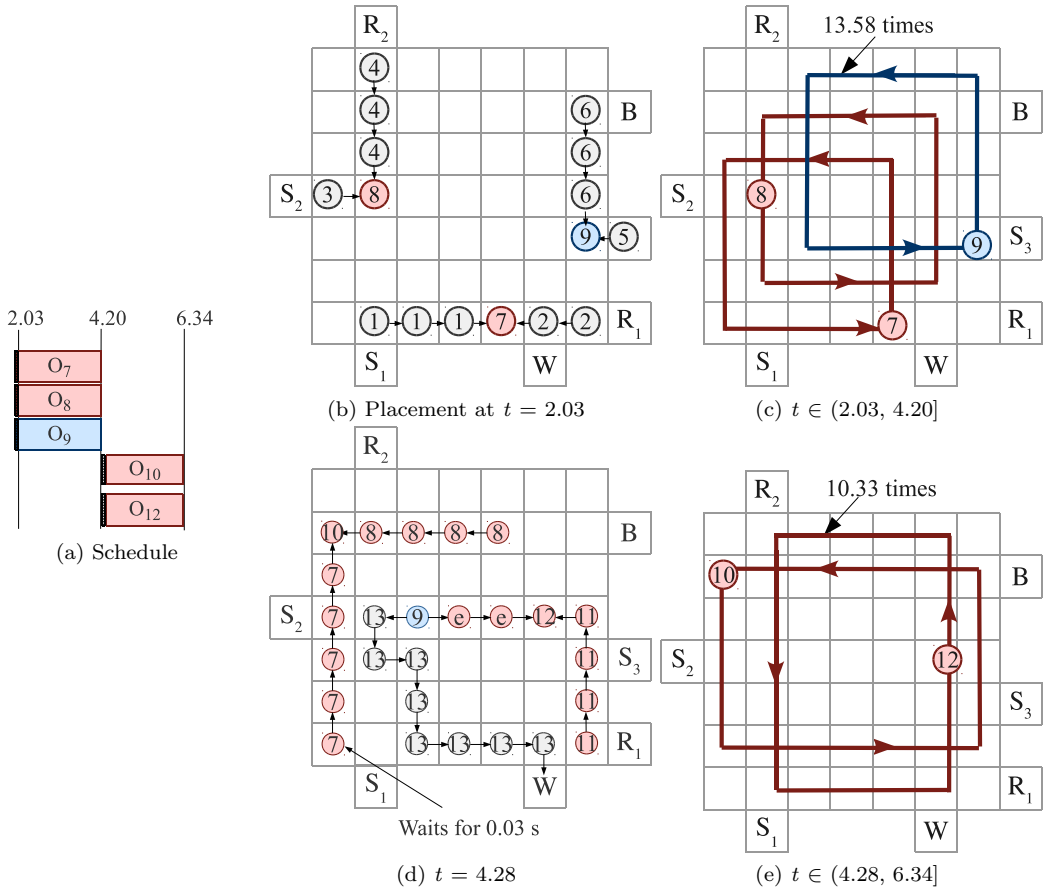 2.03 4.20 6.34
O7
O8
O9
O10
O12
(a) Schedule
R2
4
4 6 B
4 6
S2 3 8 6
9 5
1 1 1 7 2 2 R1
S1 W
(b) Placement at t = 2.03
R2 13.58 times
B
S2 8
9 S3
7 R1
S1 W
(c) t ∈ (2.03, 4.20]
R2
10 8 8 8 8 B
7
S2 7 13 9 e e 12 11
7 13 13 11 S3
7 13 11
7 13 13 13 13 11 R1
S1 W
Waits for 0.03 s
(d) t = 4.28
R2 10.33 times
10 B
S2 12
S3
R1
S1 W
(e) t ∈ (4.28, 6.34]